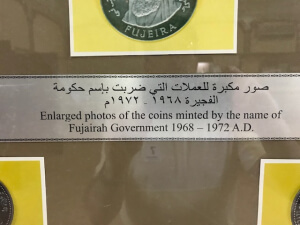 FUJEIRA
صور مكبرة للعملات التي ضربت بإسم حكومة
الفجيرة ١٩٦٨ - ١٩٧٢م
Enlarged photos of the coins minted by the name of
Fujairah Government 1968 – 1972 A.D.